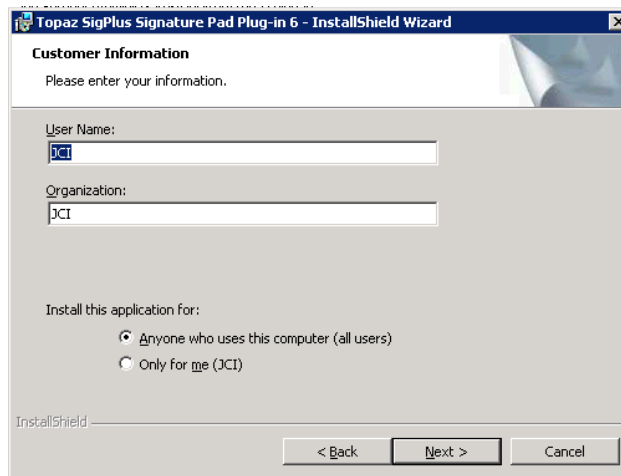 Topaz SigPlus Signature Pad Plug-in 6 - InstallShield Wizard
Customer Information
Please enter your information.
User Name:
JCI
Organization:
JCI
Install this application for:
Anyone who uses this computer (all users)
Only for me (JCI)
InstallShield
< Back Next > Cancel